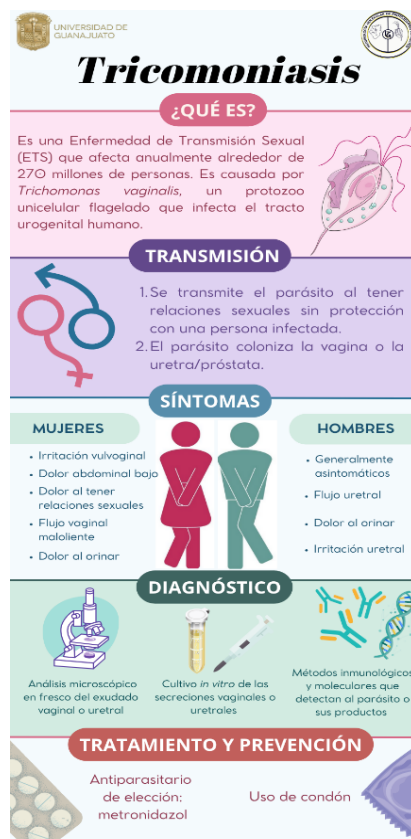 UNIVERSIDAD DE
GUANAJUATO
Tricomoniasis
¿QUÉ ES?
Es una Enfermedad de Transmisión Sexual
(ETS) que afecta anualmente alrededor de
270 millones de personas. Es causada por
Trichomonas vaginalis, un protozoo
unicelular flagelado que infecta el tracto
urogenital humano.
TRANSMISIÓN
1. Se transmite el parásito al tener
relaciones sexuales sin protección
con una persona infectada.
2. El parásito coloniza la vagina o la
uretra/próstata.
SÍNTOMAS
MUJERES
• Irritación vulvoginal
• Dolor abdominal bajo
• Dolor al tener
relaciones sexuales
• Flujo vaginal
maloliente
• Dolor al orinar
HOMBRES
• Generalmente
asintomáticos
• Flujo uretral
• Dolor al orinar
• Irritación uretral
DIAGNÓSTICO
Análisis microscópico
en fresco del exudado
vaginal o uretral
Cultivo in vitro de las
secreciones vaginales o
uretrales
Métodos inmunológicos
y moleculares que
detectan al parásito o
sus productos
TRATAMIENTO Y PREVENCIÓN
Antiparasitario
de elección:
metronidazol
Uso de condón